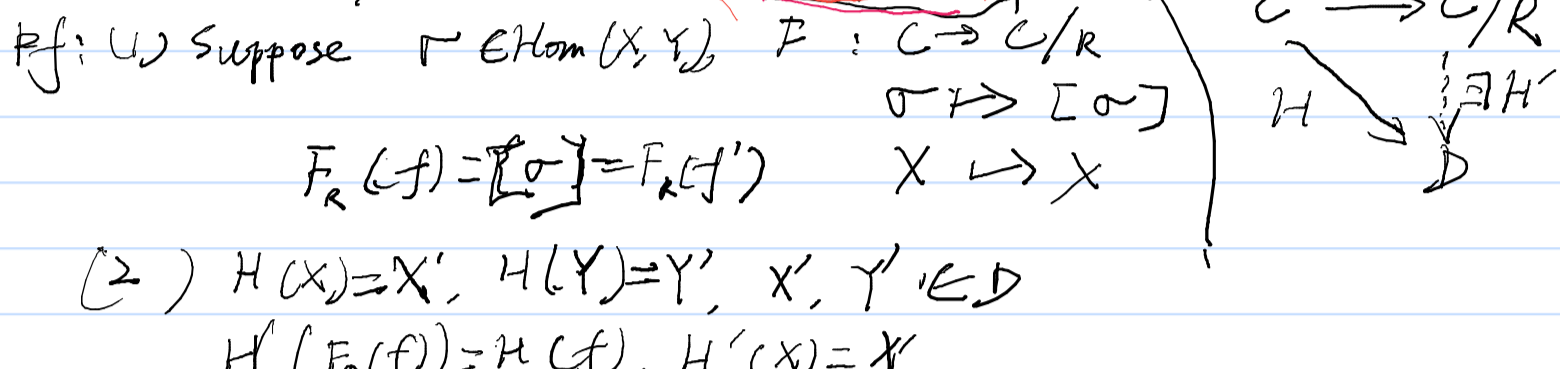 Pf: (1) Suppose σ ∈ Hom(X,Y), F : C → C/R
σ ↦ [σ]
F_R(f) = [σ] = F_R(f')
X ↦ X
C → C/R
H
∃H'
D
(2) H(X)=X', H(Y)=Y', X', Y' ∈ D
H'(F_R(f))=H(f), H'(X)=X'